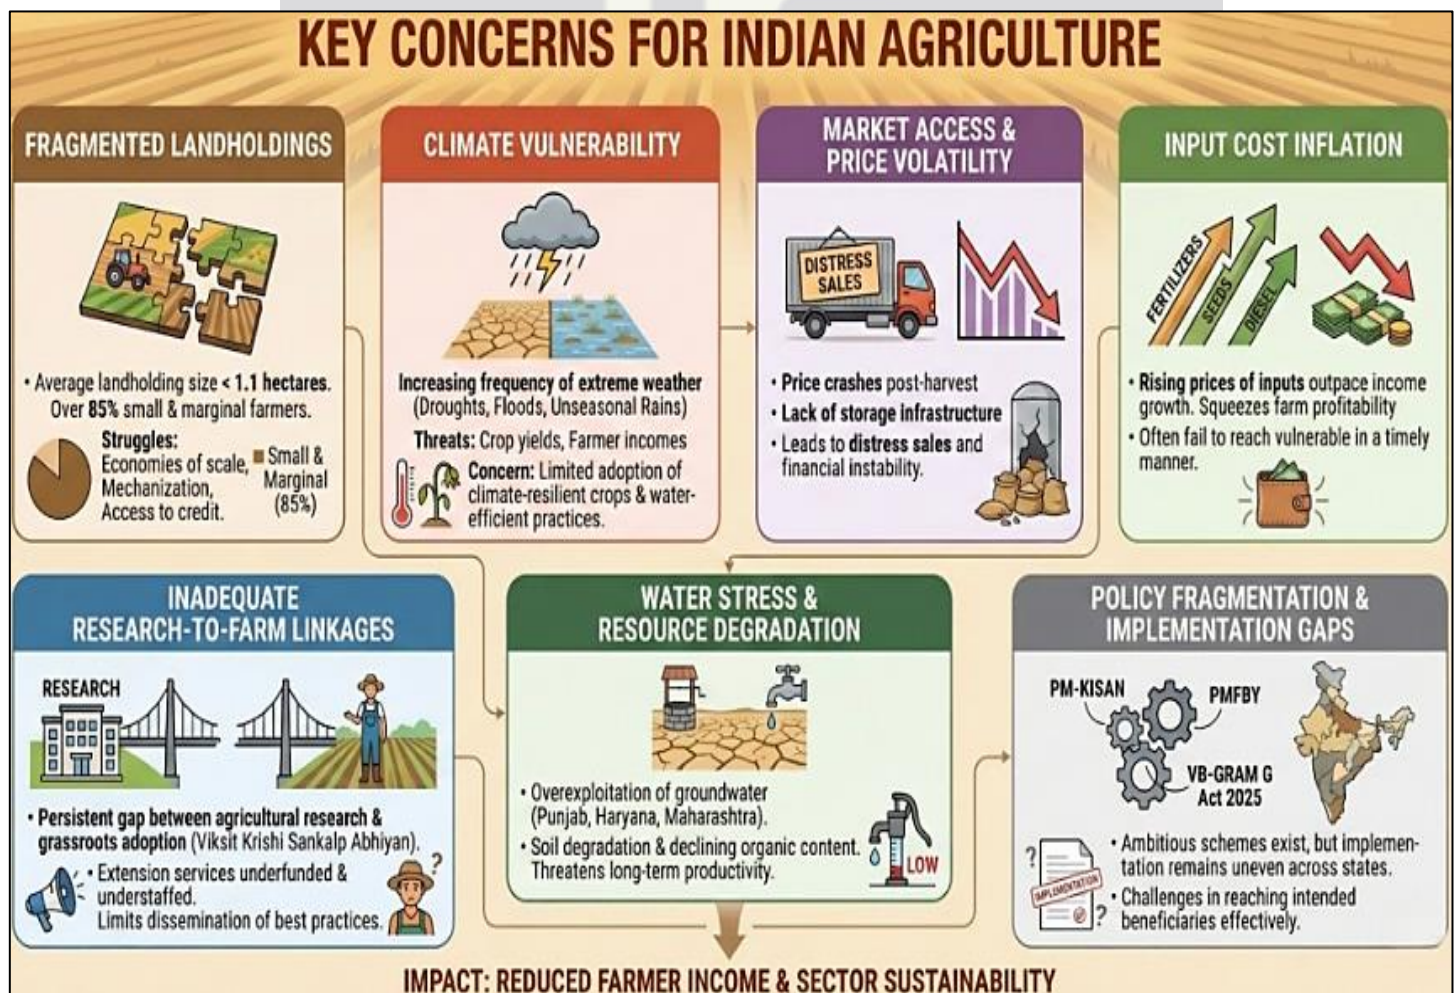 KEY CONCERNS FOR INDIAN AGRICULTURE
FRAGMENTED LANDHOLDINGS
• Average landholding size < 1.1 hectares.
Over 85% small & marginal farmers.
Struggles:
Economies of scale,
Mechanization,
Access to credit.
Small &
Marginal
(85%)
CLIMATE VULNERABILITY
Increasing frequency of extreme weather
(Droughts, Floods, Unseasonal Rains)
Threats: Crop yields, Farmer incomes
Concern: Limited adoption of
climate-resilient crops & water-
efficient practices.
MARKET ACCESS &
PRICE VOLATILITY
DISTRESS
SALES
• Price crashes post-harvest
• Lack of storage infrastructure
• Leads to distress sales and
financial instability.
INPUT COST INFLATION
FERTILIZERS
SEEDS
DIESEL
• Rising prices of inputs outpace income
growth. Squeezes farm profitability
• Often fail to reach vulnerable in a timely
manner.
INADEQUATE
RESEARCH-TO-FARM LINKAGES
RESEARCH
• Persistent gap between agricultural research &
grassroots adoption (Viksit Krishi Sankalp Abhiyan).
• Extension services underfunded &
understaffed.
Limits dissemination of best practices.
?
WATER STRESS &
RESOURCE DEGRADATION
• Overexploitation of groundwater
(Punjab, Haryana, Maharashtra).
• Soil degradation & declining organic content.
Threatens long-term productivity.
LOW
POLICY FRAGMENTATION &
IMPLEMENTATION GAPS
PM-KISAN
PMFBY
VB-GRAM G
Act 2025
?
IMPLEMENTATION
?
• Ambitious schemes exist, but implemen-
tation remains uneven across states.
• Challenges in reaching intended
beneficiaries effectively.
IMPACT: REDUCED FARMER INCOME & SECTOR SUSTAINABILITY